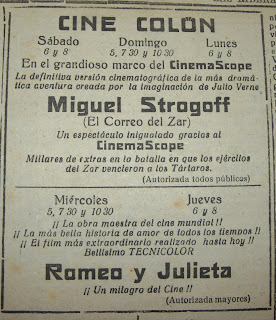 CINE COLÓN
Sábado Domingo Lunes
6 y 8 5, 7 30 y 10 30 6 y 8
En el grandioso marco del CinemaScope
La definitiva versión cinematográfica de la más dramá-
tica aventura creada por la imaginación de Julio Verne
Miguel Strogoff
(El Correo del Zar)
Un espectáculo inigualado gracias al
CinemaScope
Millares de extras en la batalla en que los ejércitos
del Zar vencieron a los Tártaros.
(Autorizada todos públicas)
Miércoles Jueves
5, 7 30 y 10 30 6 y 8
¡¡ La obra maestra del cine mundial !!
¡¡ La más bella historia de amor de todos los tiempos !!
¡¡ El film más extraordinario realizado hasta hoy !!
Bellísimo TECNICOLOR
Romeo y Julieta
¡¡ Un milagro del Cine !!
(Autorizada mayores)